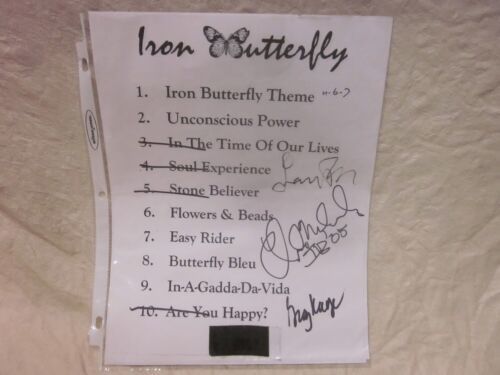 Iron Butterfly
1. Iron Butterfly Theme
2. Unconscious Power
3. In The Time Of Our Lives
4. Soul Experience
5. Stone Believer
6. Flowers & Beads
7. Easy Rider
8. Butterfly Bleu
9. In-A-Gadda-Da-Vida
10. Are You Happy?